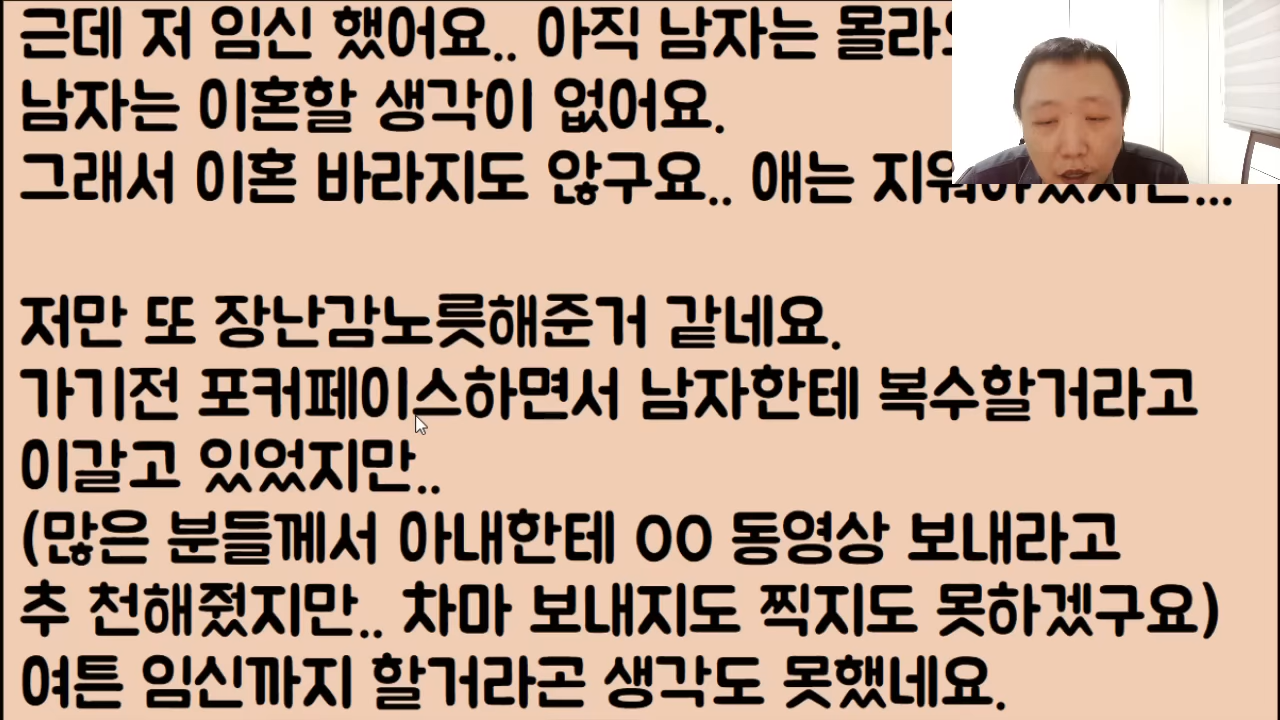 근데 저 임신 했어요.. 아직 남자는
남자는 이혼할 생각이 없어요.
그래서 이혼 바라지도 않구요.. 애는
저만 또 장난감노릇해준거 같네요.
가기전 포커페이스하면서 남자한테 복수할거라고
이갈고 있었지만..
(많은 분들께서 아내한테 OO 동영상 보내라고
추 천해줬지만.. 차마 보내지도 찍지도 못하겠구요)
여튼 임신까지 할거라곤 생각도 못했네요.